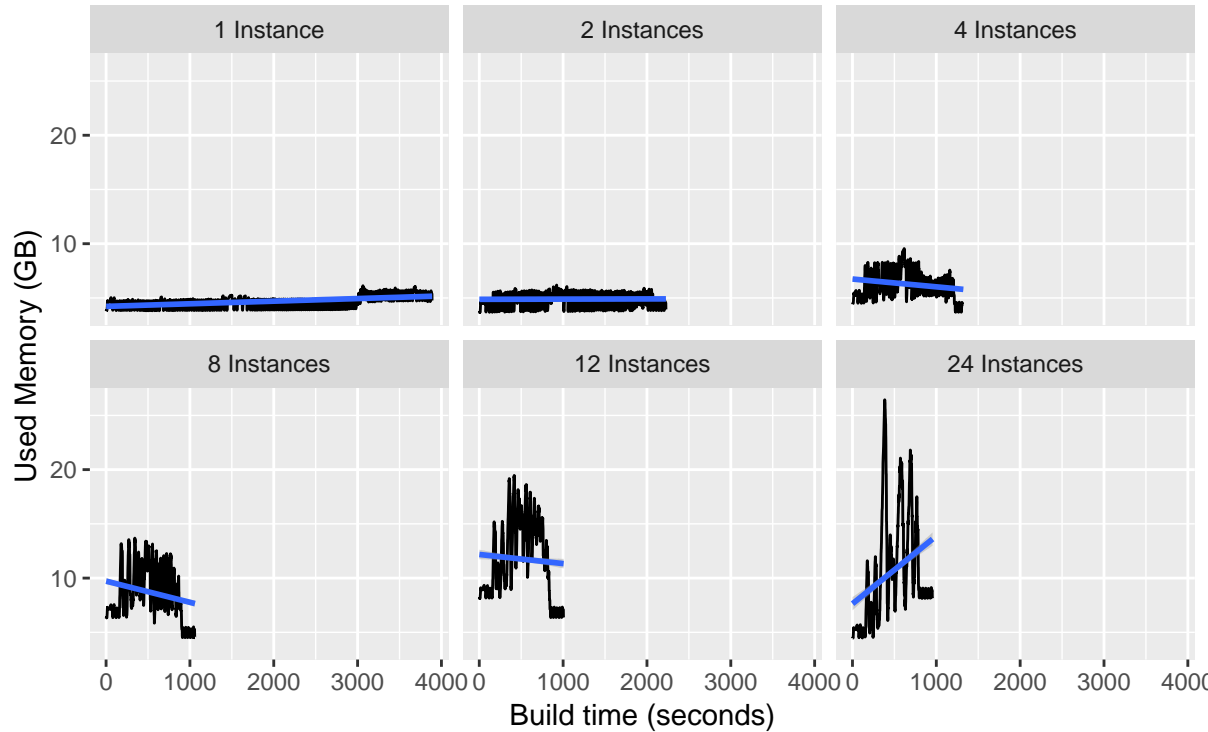 1 Instance 2 Instances 4 Instances
20
10
8 Instances 12 Instances 24 Instances
20
10
Used Memory (GB)
0 1000 2000 3000 4000 0 1000 2000 3000 4000 0 1000 2000 3000 400
Build time (seconds)